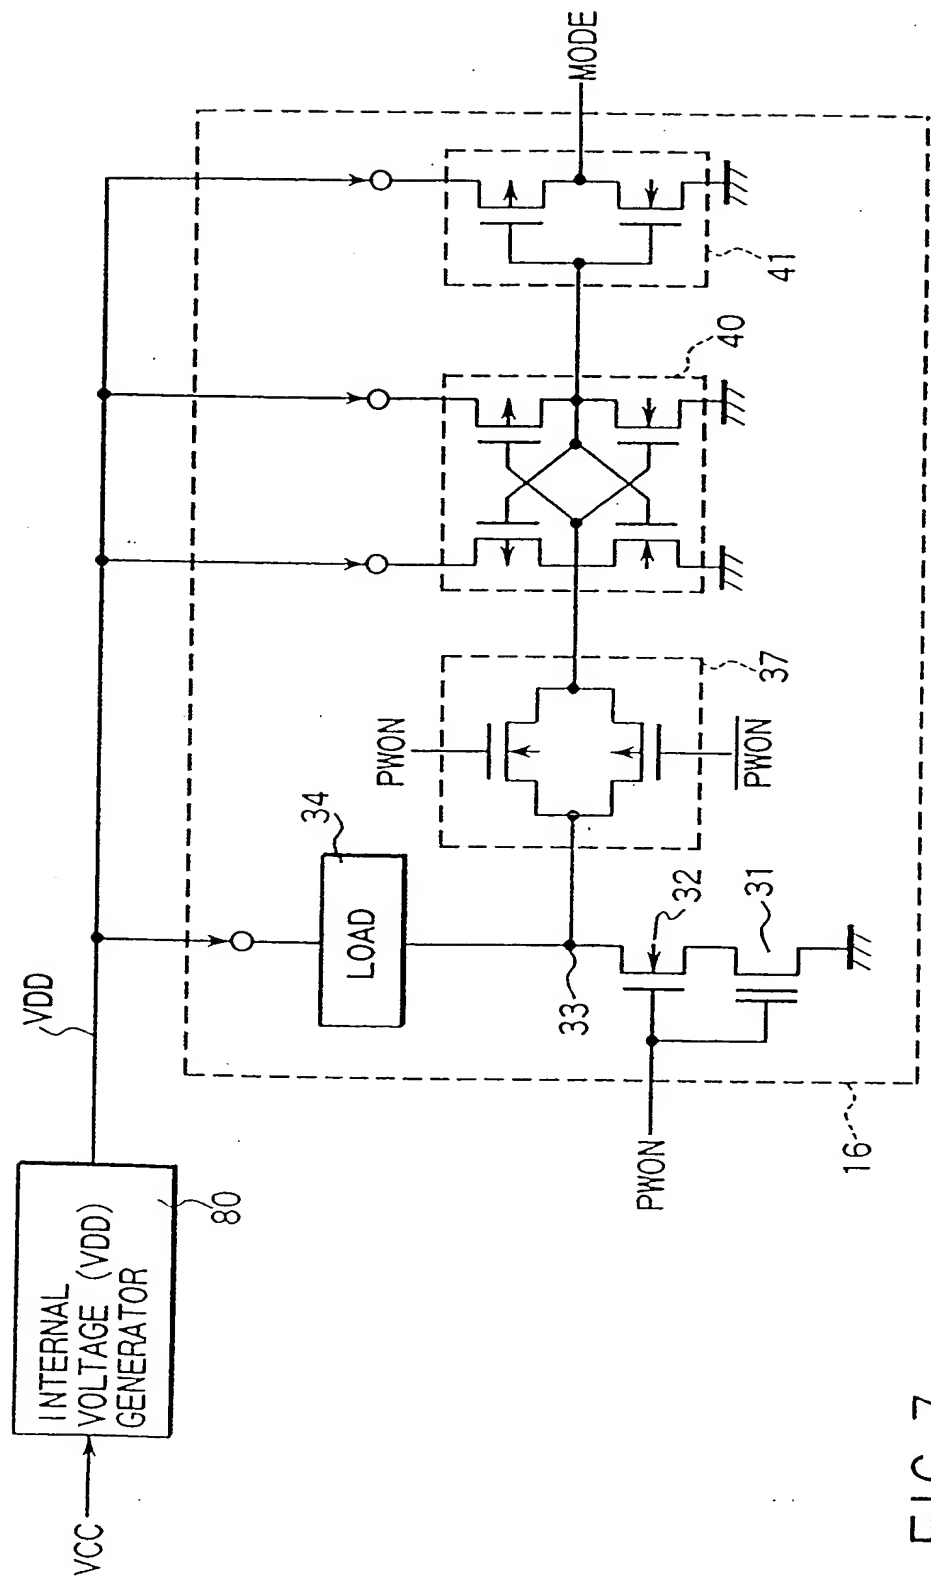 VCC
INTERNAL
VOLTAGE (VDD)
GENERATOR
80
VDD
34
LOAD
33
32
31
PWON
16
PWON
PWON
37
40
41
MODE
FIG. 7